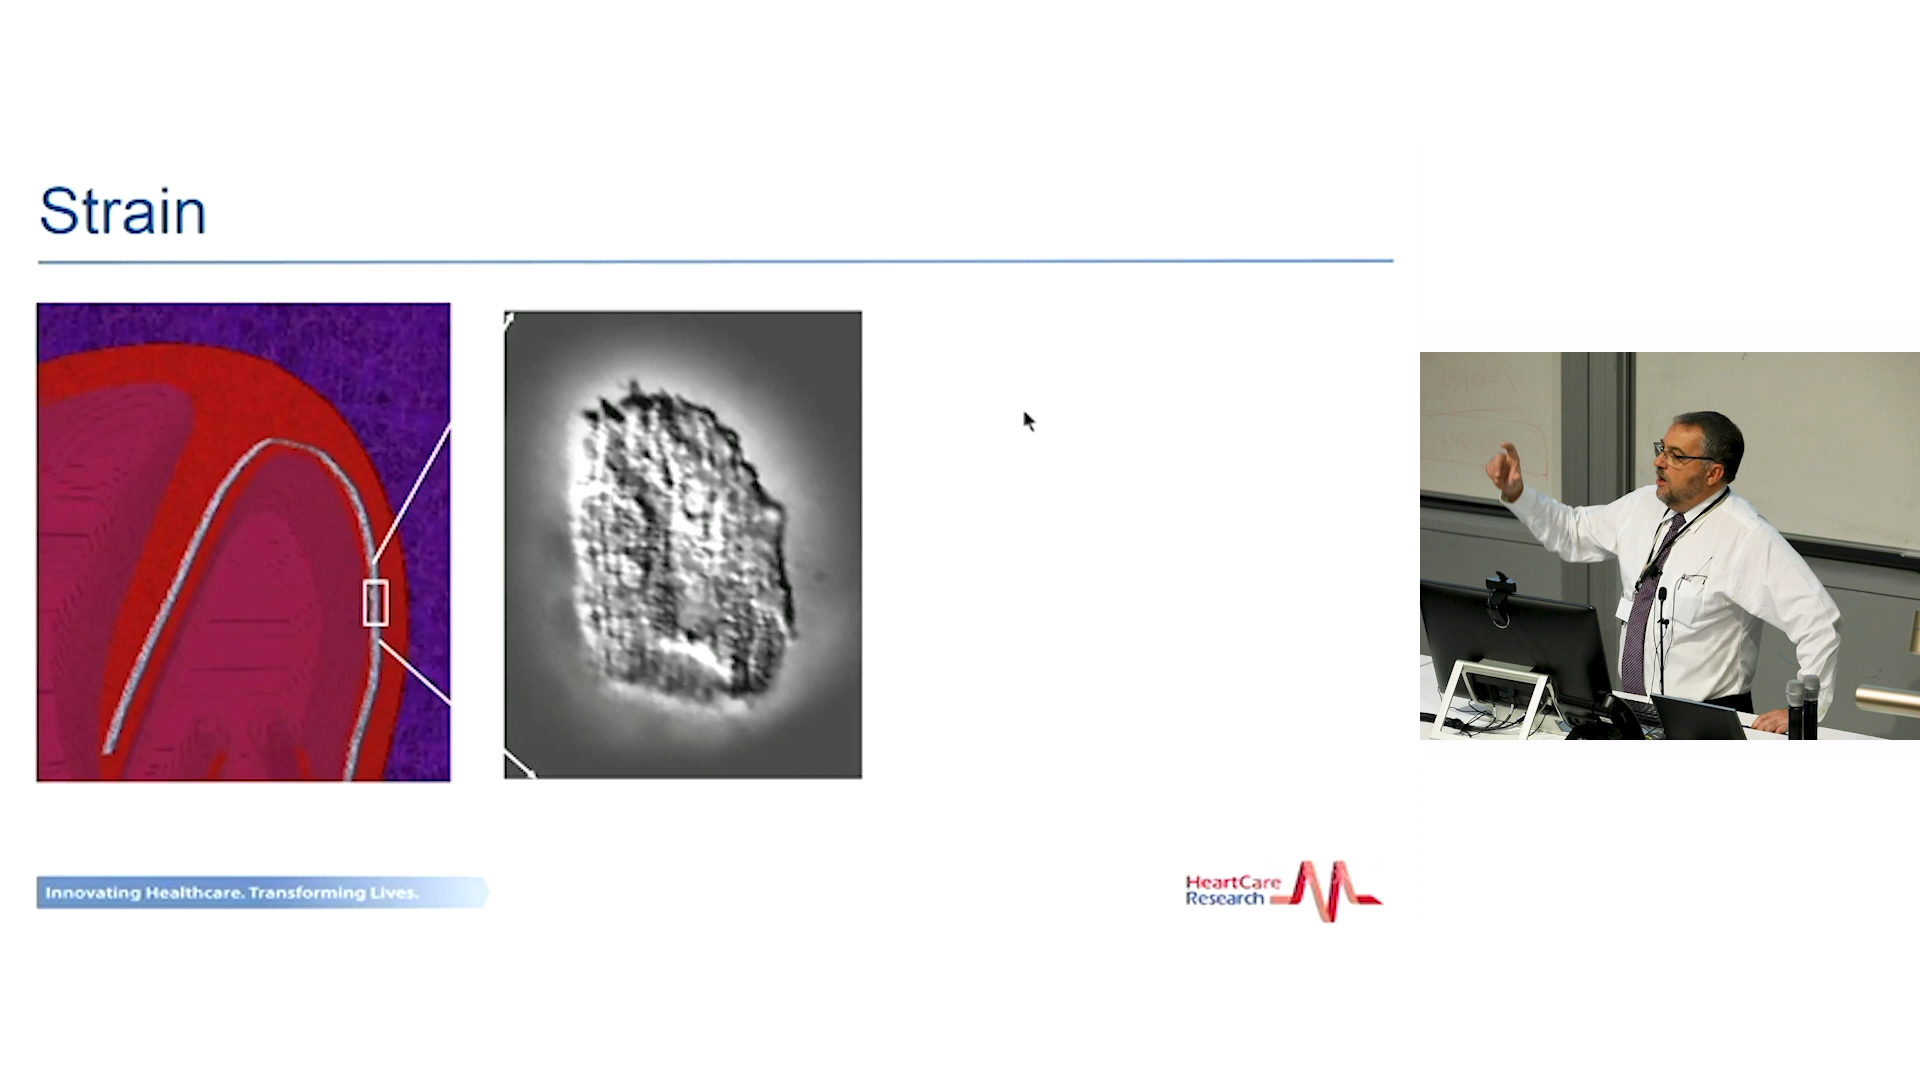 Strain
Innovating Healthcare. Transforming Lives.
HeartCare
Research